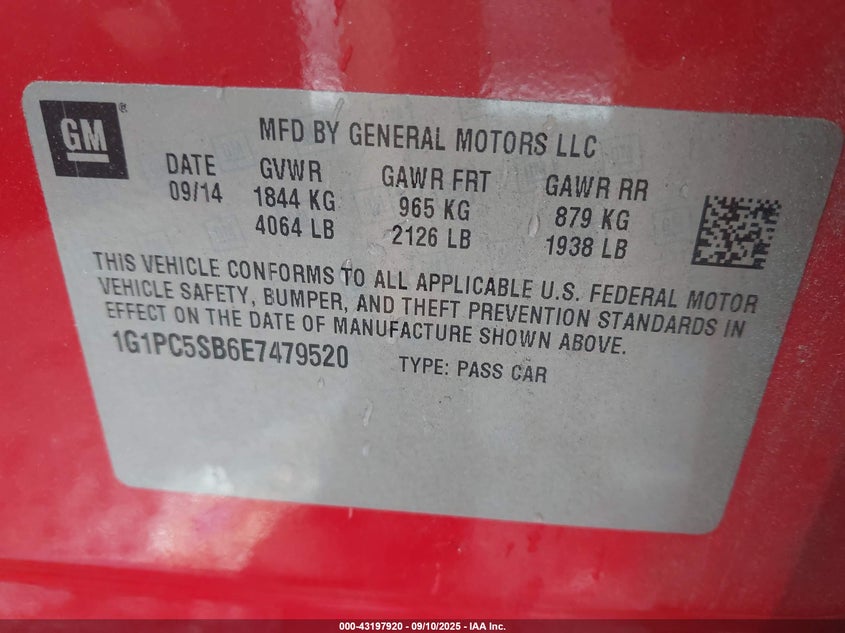 GM ®
MFD BY GENERAL MOTORS LLC
DATE GVWR GAWR FRT GAWR RR
09/14 1844 KG 965 KG 879 KG
4064 LB 2126 LB 1938 LB
THIS VEHICLE CONFORMS TO ALL APPLICABLE U.S. FEDERAL MOTOR
VEHICLE SAFETY, BUMPER, AND THEFT PREVENTION STANDARDS IN
EFFECT ON THE DATE OF MANUFACTURE SHOWN ABOVE.
1G1PC5SB6E7479520 TYPE: PASS CAR
000-43197920 - 09/10/2025 - IAA Inc.